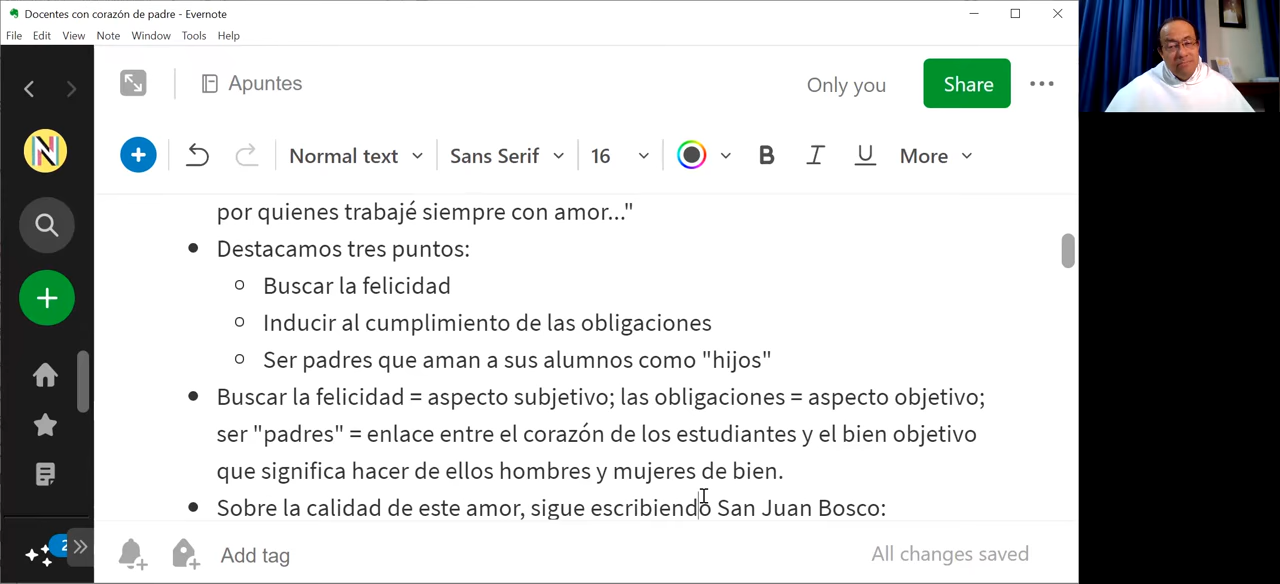 Docentes con corazón de padre - Evernote
File Edit View Note Window Tools Help
Apuntes
Only you
Share
Normal text
Sans Serif
16
B
I
U
More
por quienes trabajé siempre con amor..."
Destacamos tres puntos:
Buscar la felicidad
Inducir al cumplimiento de las obligaciones
Ser padres que aman a sus alumnos como "hijos"
Buscar la felicidad = aspecto subjetivo; las obligaciones = aspecto objetivo;
ser "padres" = enlace entre el corazón de los estudiantes y el bien objetivo
que significa hacer de ellos hombres y mujeres de bien.
Sobre la calidad de este amor, sigue escribiendo San Juan Bosco:
2
Add tag
All changes saved